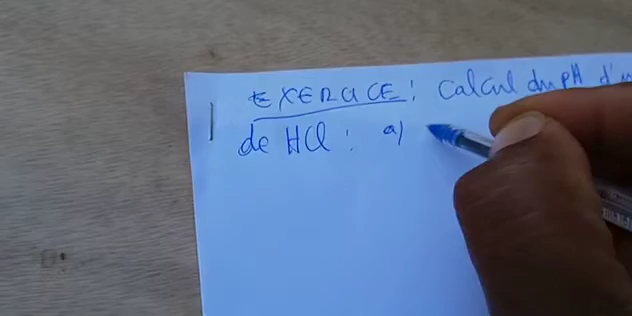 EXERCICE : Calcul du pH d'u
de HCl : a)